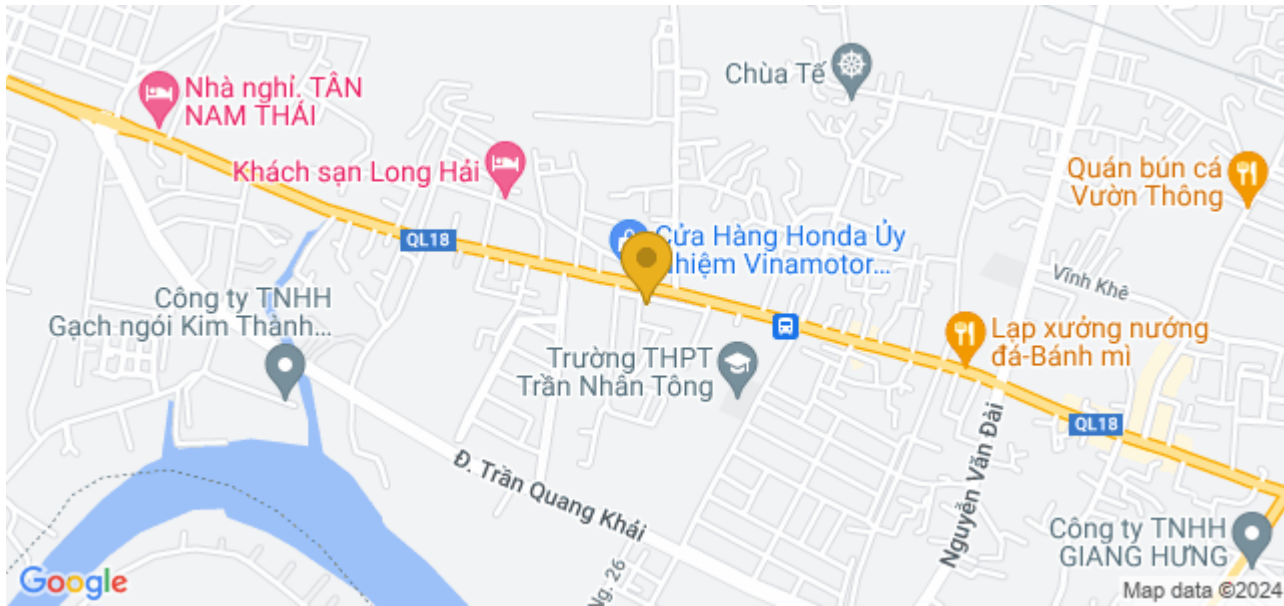 Nhà nghỉ. TÂN
NAM THÁI
Chùa Tế
Khách sạn Long Hải
Quán bún cá
Vườn Thông
QL18
Cửa Hàng Honda Ủy
Nhiệm Vinamotor...
Vĩnh Khê
Công ty TNHH
Gạch ngói Kim Thành...
Lạp xưởng nướng
đá-Bánh mì
Trường THPT
Trần Nhân Tông
QL18
Nguyễn Văn Đài
Đ. Trần Quang Khải
Công ty TNHH
GIANG HƯNG
Ng. 26
Google
Map data ©2024